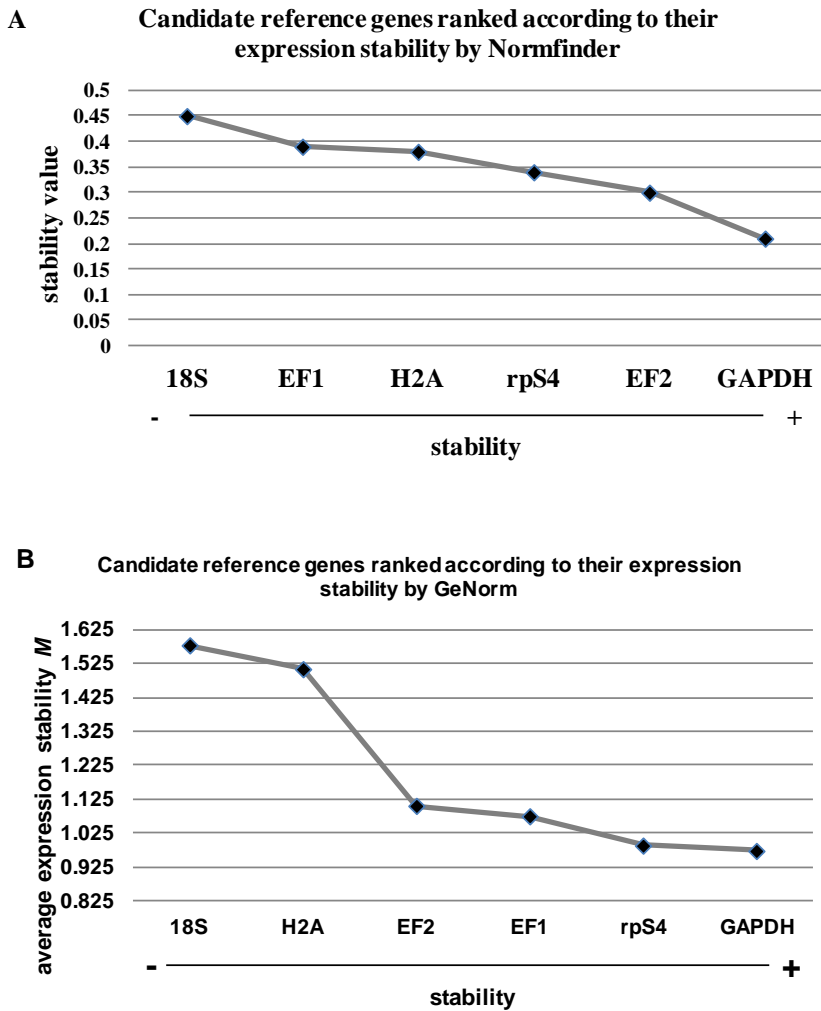 A
Candidate reference genes ranked according to their
expression stability by Normfinder
stability value
0.5
0.45
0.4
0.35
0.3
0.25
0.2
0.15
0.1
0.05
0
18S EF1 H2A rpS4 EF2 GAPDH
- +
stability
B
Candidate reference genes ranked according to their expression
stability by GeNorm
average expression stability M
1.625
1.525
1.425
1.325
1.225
1.125
1.025
0.925
0.825
18S H2A EF2 EF1 rpS4 GAPDH
- +
stability